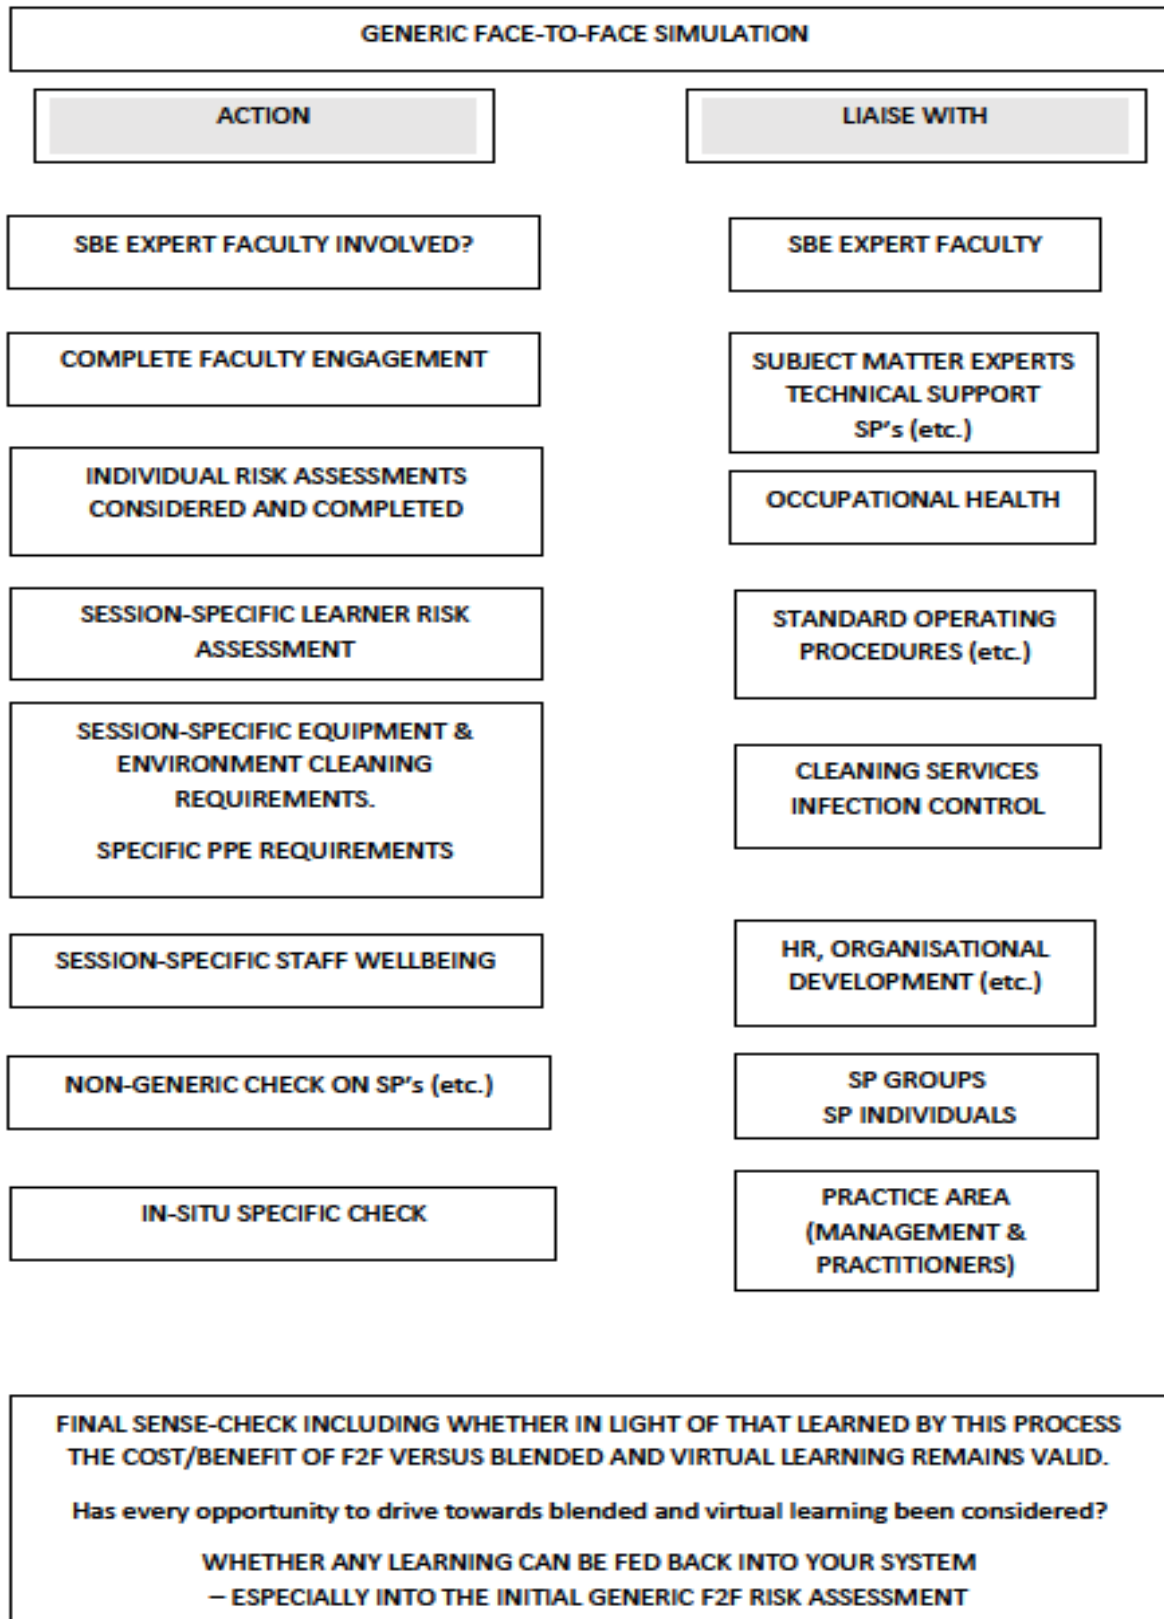 GENERIC FACE-TO-FACE SIMULATION
ACTION
LIAISE WITH
SBE EXPERT FACULTY INVOLVED?
SBE EXPERT FACULTY
COMPLETE FACULTY ENGAGEMENT
SUBJECT MATTER EXPERTS
TECHNICAL SUPPORT
SP's (etc.)
INDIVIDUAL RISK ASSESSMENTS
CONSIDERED AND COMPLETED
OCCUPATIONAL HEALTH
SESSION-SPECIFIC LEARNER RISK
ASSESSMENT
STANDARD OPERATING
PROCEDURES (etc.)
SESSION-SPECIFIC EQUIPMENT &
ENVIRONMENT CLEANING
REQUIREMENTS.
SPECIFIC PPE REQUIREMENTS
CLEANING SERVICES
INFECTION CONTROL
SESSION-SPECIFIC STAFF WELLBEING
HR, ORGANISATIONAL
DEVELOPMENT (etc.)
NON-GENERIC CHECK ON SP's (etc.)
SP GROUPS
SP INDIVIDUALS
IN-SITU SPECIFIC CHECK
PRACTICE AREA
(MANAGEMENT &
PRACTITIONERS)
FINAL SENSE-CHECK INCLUDING WHETHER IN LIGHT OF THAT LEARNED BY THIS PROCESS
THE COST/BENEFIT OF F2F VERSUS BLENDED AND VIRTUAL LEARNING REMAINS VALID.
Has every opportunity to drive towards blended and virtual learning been considered?
WHETHER ANY LEARNING CAN BE FED BACK INTO YOUR SYSTEM
– ESPECIALLY INTO THE INITIAL GENERIC F2F RISK ASSESSMENT